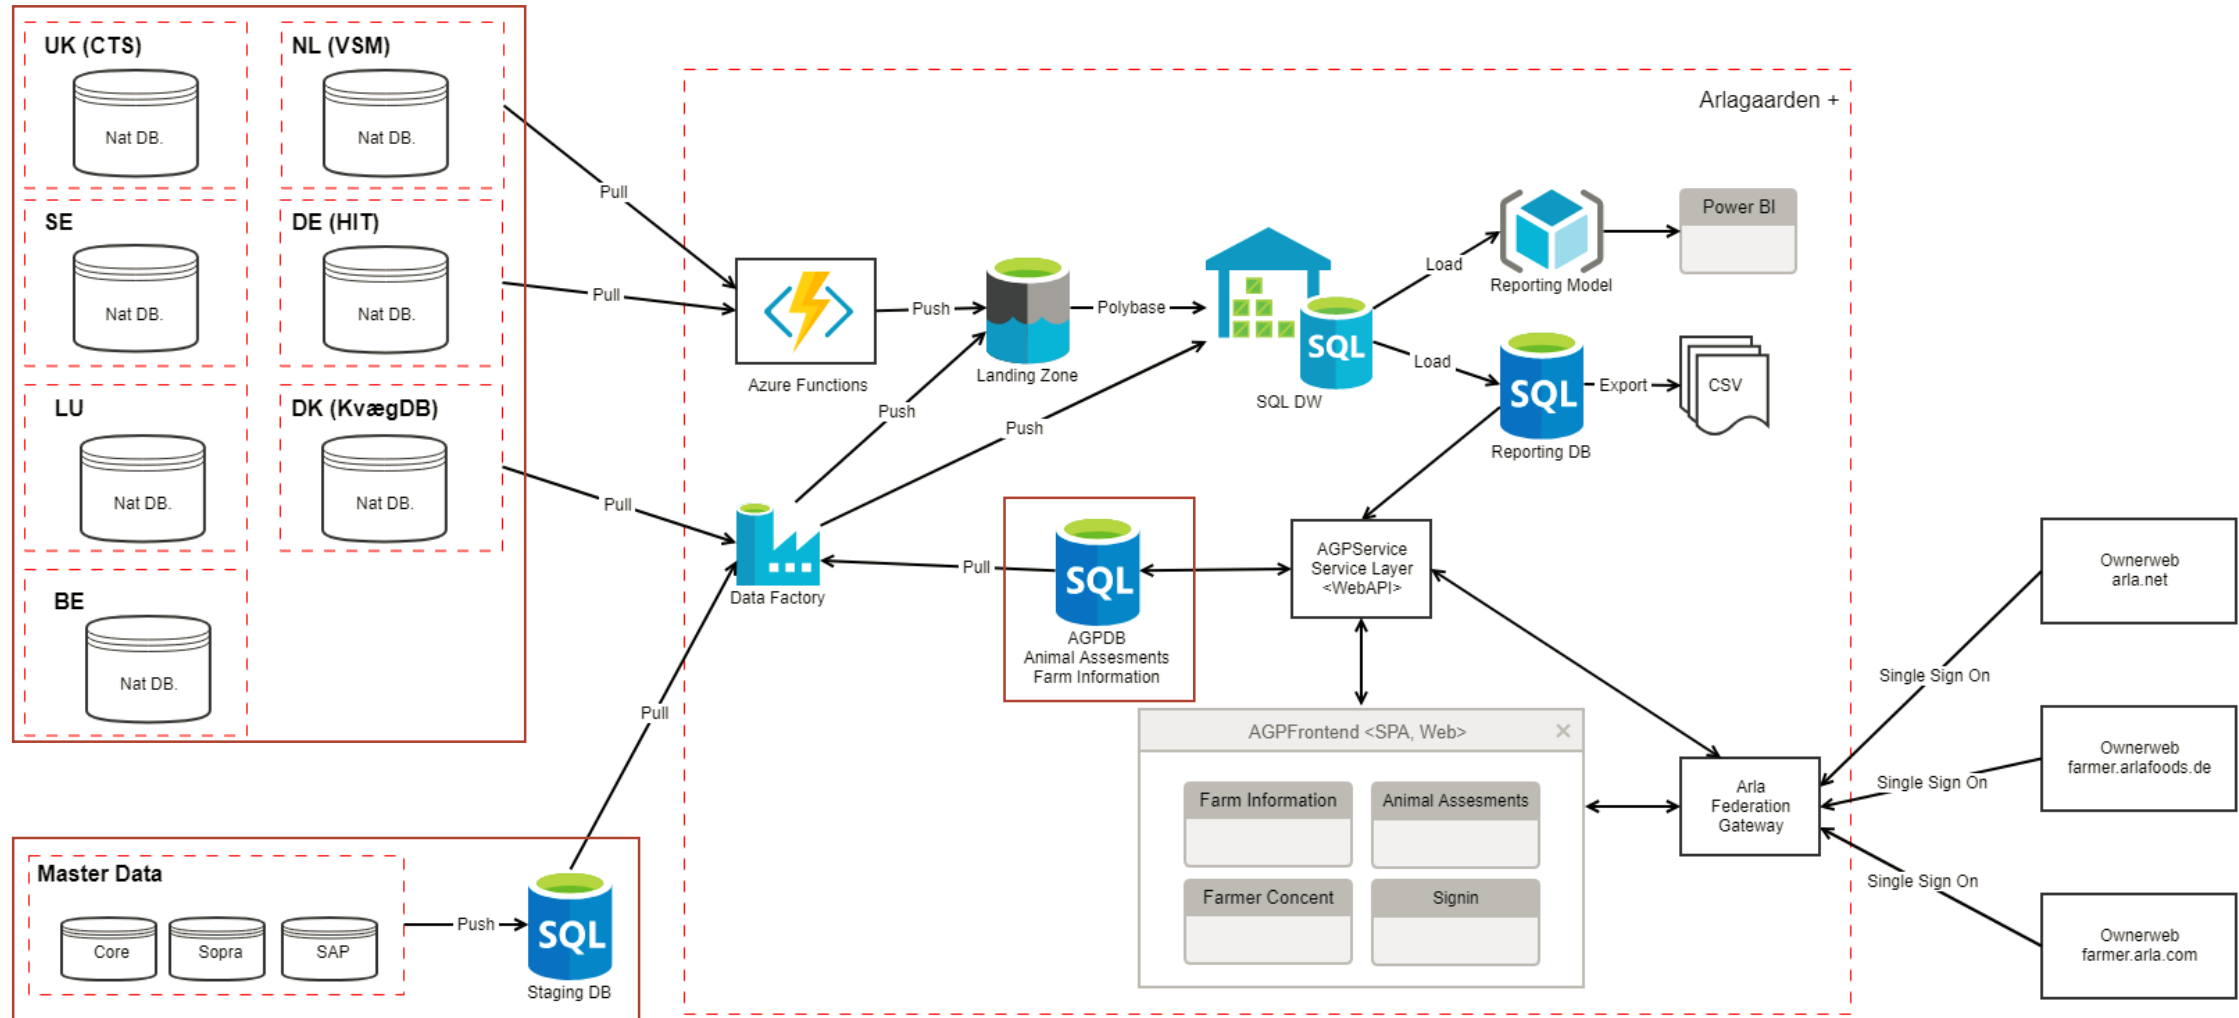 UK (CTS)
Nat DB.
NL (VSM)
Nat DB.
SE
Nat DB.
DE (HIT)
Nat DB.
LU
Nat DB.
DK (KvægDB)
Nat DB.
BE
Nat DB.
Master Data
Core
Sopra
SAP
Push
Staging DB
Pull
Pull
Pull
Pull
Arlagaarden +
Azure Functions
Push
Landing Zone
Polybase
SQL
SQL DW
Load
Reporting Model
Power BI
Load
SQL
Reporting DB
Export
CSV
Push
Push
Data Factory
Pull
SQL
AGPDB
Animal Assesments
Farm Information
AGPService
Service Layer
<WebAPI>
AGPFrontend <SPA, Web>
Farm Information
Animal Assesments
Farmer Concent
Signin
Arla
Federation
Gateway
Single Sign On
Single Sign On
Single Sign On
Ownerweb
arla.net
Ownerweb
farmer.arlafoods.de
Ownerweb
farmer.arla.com
SQL